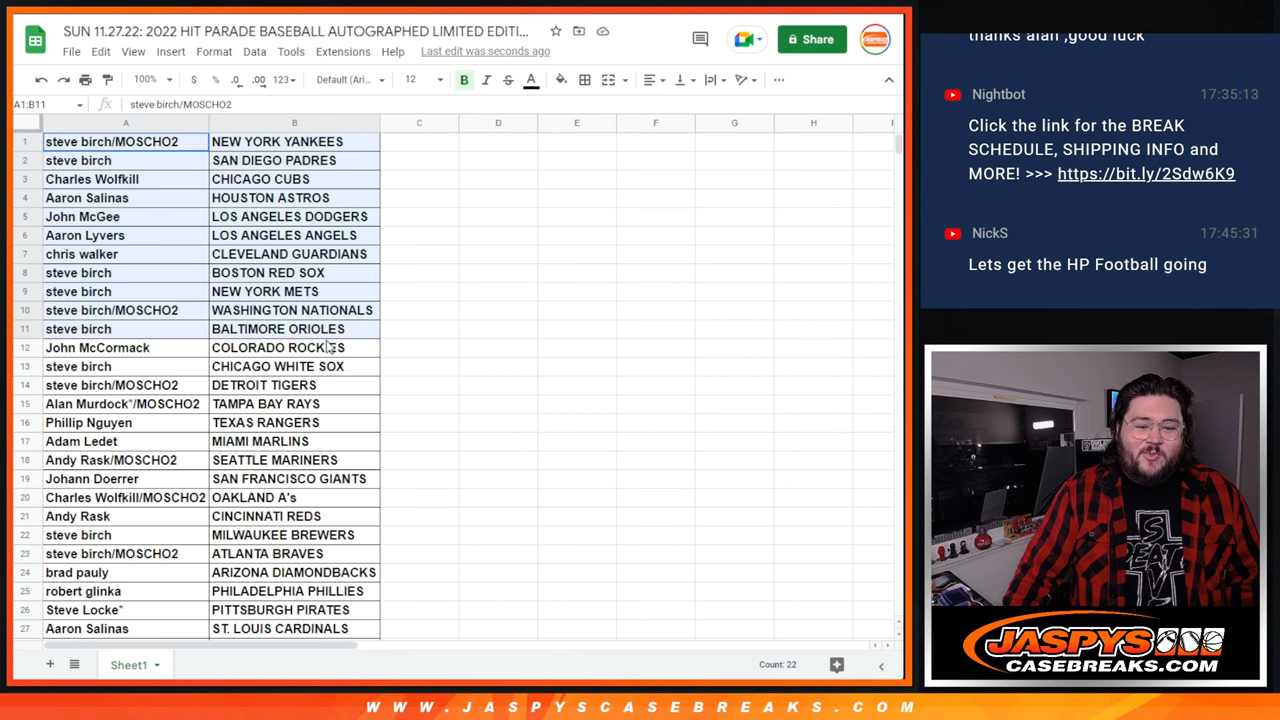 SUN 11.27.22: 2022 HIT PARADE BASEBALL AUTOGRAPHED LIMITED EDITI...
File Edit View Insert Format Data Tools Extensions Help Last edit was seconds ago
Share
100% $ % .0 .00 123 Default (Ari... 12 B I S A
A1:B11 fx steve birch/MOSCHO2
A B C D E F G H I
1 steve birch/MOSCHO2 NEW YORK YANKEES
2 steve birch SAN DIEGO PADRES
3 Charles Wolfkill CHICAGO CUBS
4 Aaron Salinas HOUSTON ASTROS
5 John McGee LOS ANGELES DODGERS
6 Aaron Lyvers LOS ANGELES ANGELS
7 chris walker CLEVELAND GUARDIANS
8 steve birch BOSTON RED SOX
9 steve birch NEW YORK METS
10 steve birch/MOSCHO2 WASHINGTON NATIONALS
11 steve birch BALTIMORE ORIOLES
12 John McCormack COLORADO ROCKIES
13 steve birch CHICAGO WHITE SOX
14 steve birch/MOSCHO2 DETROIT TIGERS
15 Alan Murdock*/MOSCHO2 TAMPA BAY RAYS
16 Phillip Nguyen TEXAS RANGERS
17 Adam Ledet MIAMI MARLINS
18 Andy Rask/MOSCHO2 SEATTLE MARINERS
19 Johann Doerrer SAN FRANCISCO GIANTS
20 Charles Wolfkill/MOSCHO2 OAKLAND A's
21 Andy Rask CINCINNATI REDS
22 steve birch MILWAUKEE BREWERS
23 steve birch/MOSCHO2 ATLANTA BRAVES
24 brad pauly ARIZONA DIAMONDBACKS
25 robert glinka PHILADELPHIA PHILLIES
26 Steve Locke* PITTSBURGH PIRATES
27 Aaron Salinas ST. LOUIS CARDINALS
Sheet1 Count: 22
thanks alan ,good luck
Nightbot 17:35:13
Click the link for the BREAK
SCHEDULE, SHIPPING INFO and
MORE! >>> https://bit.ly/2Sdw6K9
NickS 17:45:31
Lets get the HP Football going
JASPYS
CASEBREAKS.COM
WWW.JASPYSCASEBREAKS.COM